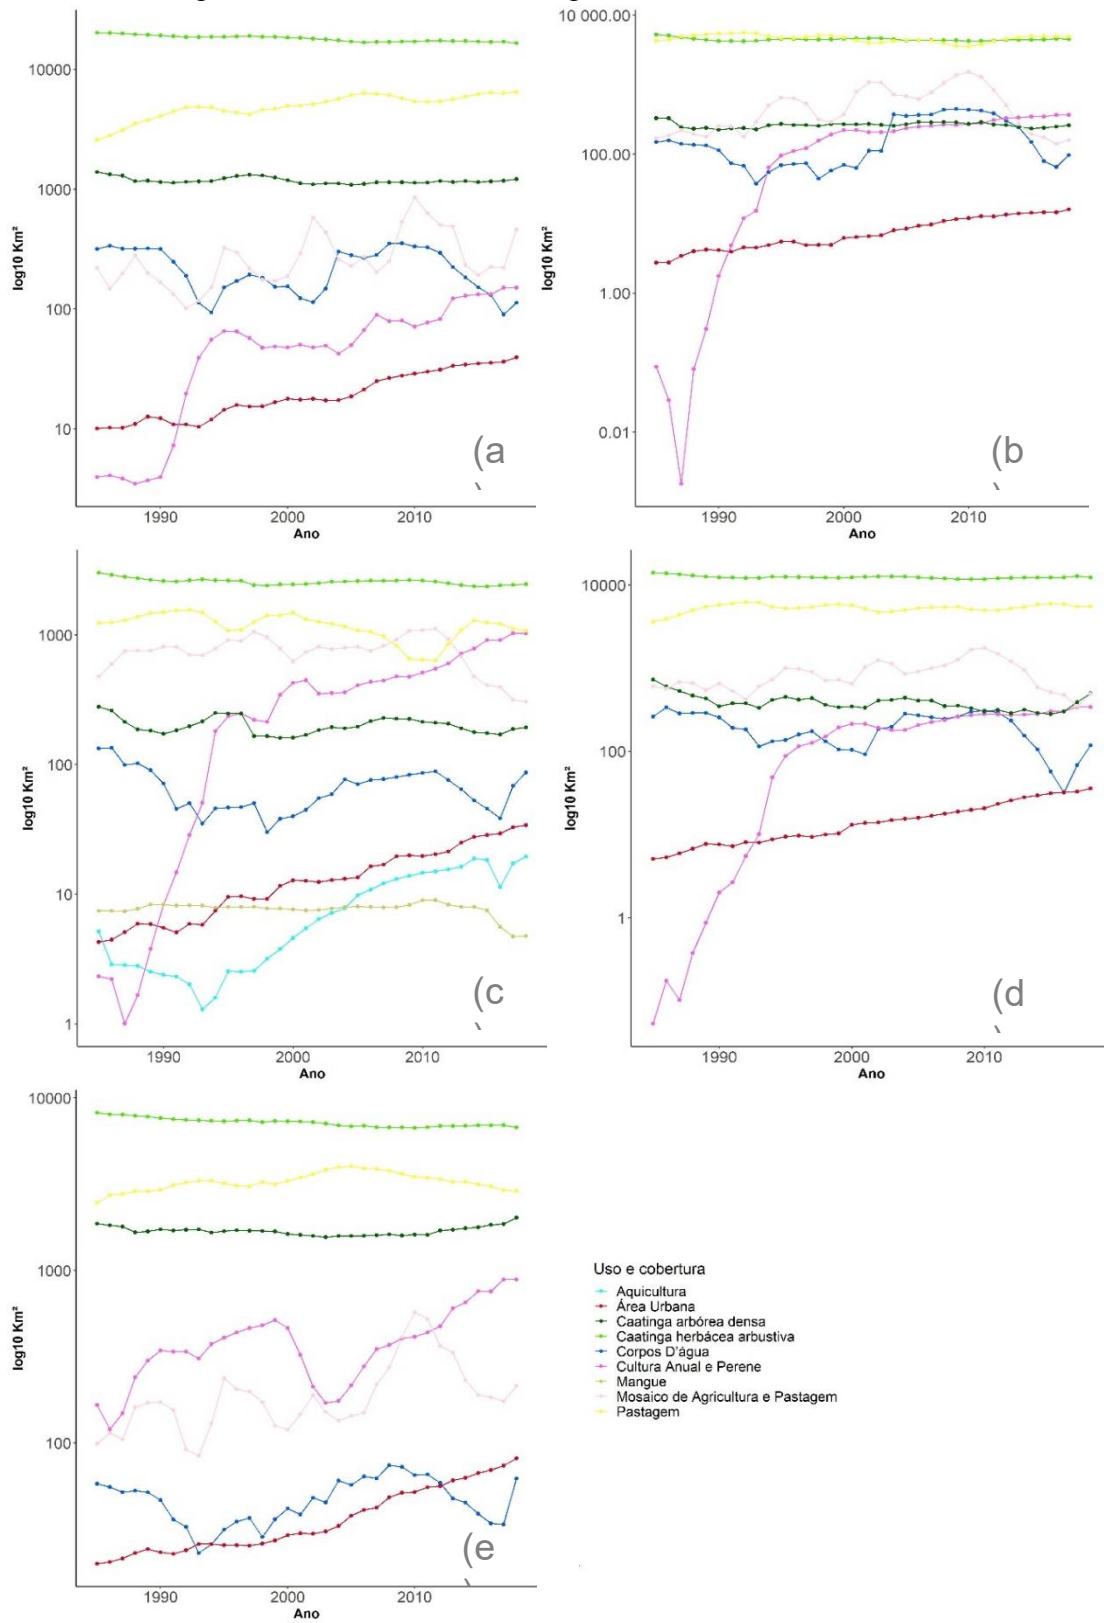 10000
1000
100
10
log10 Km²
1990
2000
2010
Ano
(a
)
10 000.00
100.00
1.00
0.01
log10 Km²
1990
2000
2010
Ano
(b
)
1000
100
10
1
log10 Km²
1990
2000
2010
Ano
(c
)
10000
100
1
log10 Km²
1990
2000
2010
Ano
(d
)
10000
1000
100
log10 Km²
1990
2000
2010
Ano
(e
)
Uso e cobertura
Aquicultura
Área Urbana
Caatinga arbórea densa
Caatinga herbácea arbustiva
Corpos D'água
Cultura Anual e Perene
Mangue
Mosaico de Agricultura e Pastagem
Pastagem